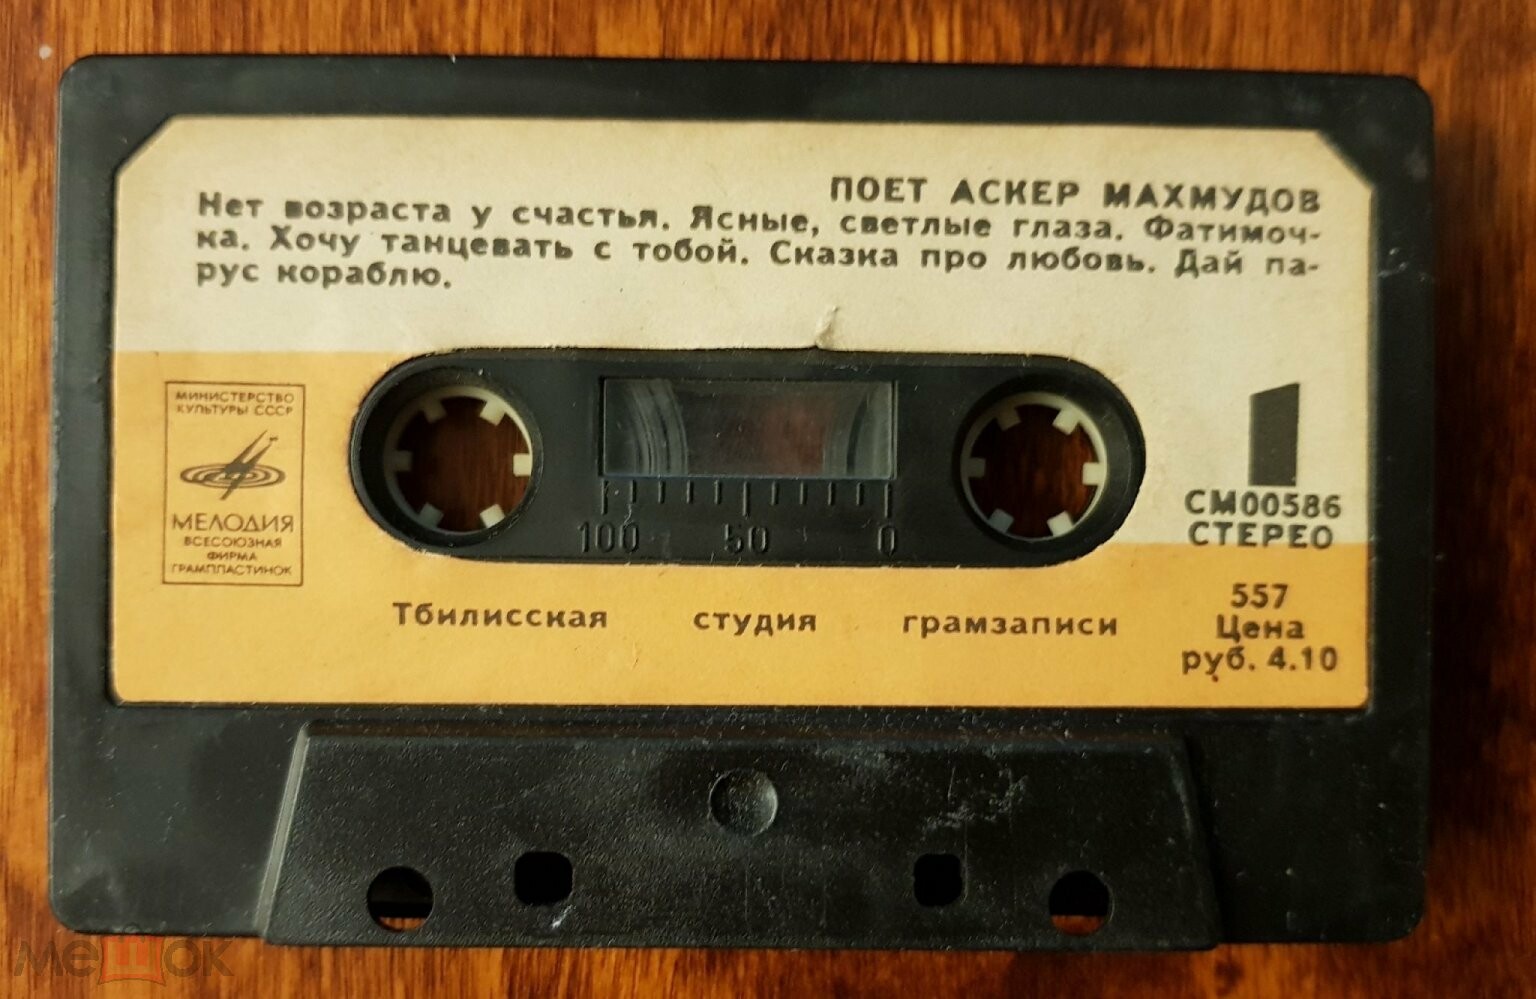 ПОЕТ АСКЕР МАХМУДОВ
Нет возраста у счастья. Ясные, светлые глаза. Фатимоч-
ка. Хочу танцевать с тобой. Сказка про любовь. Дай па-
рус кораблю.
МИНИСТЕРСТВО
КУЛЬТУРЫ СССР
МЕЛОДИЯ
ВСЕСОЮЗНАЯ
ФИРМА
ГРАМПЛАСТИНОК
100 50 0
1
СМ00586
СТЕРЕО
Тбилисская студия грамзаписи
557
Цена
руб. 4.10
мешок